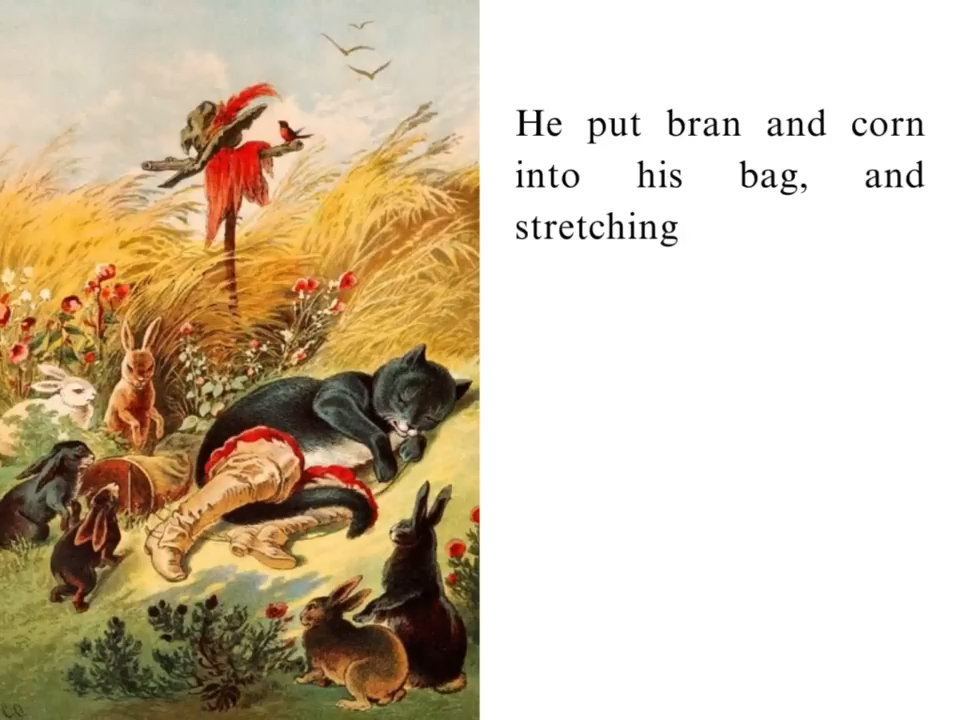 He put bran and corn
into his bag, and
stretching